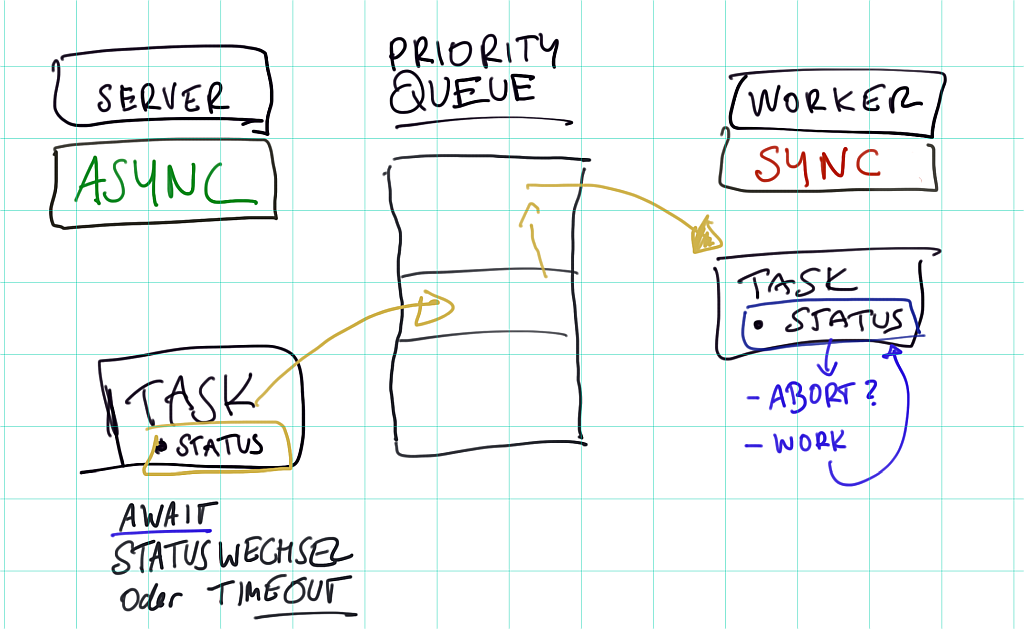 SERVER
ASYNC
PRIORITY
QUEUE
WORKER
SYNC
TASK
• STATUS
AWAIT
STATUSWECHSEL
oder TIMEOUT
TASK
• STATUS
- ABORT?
- WORK